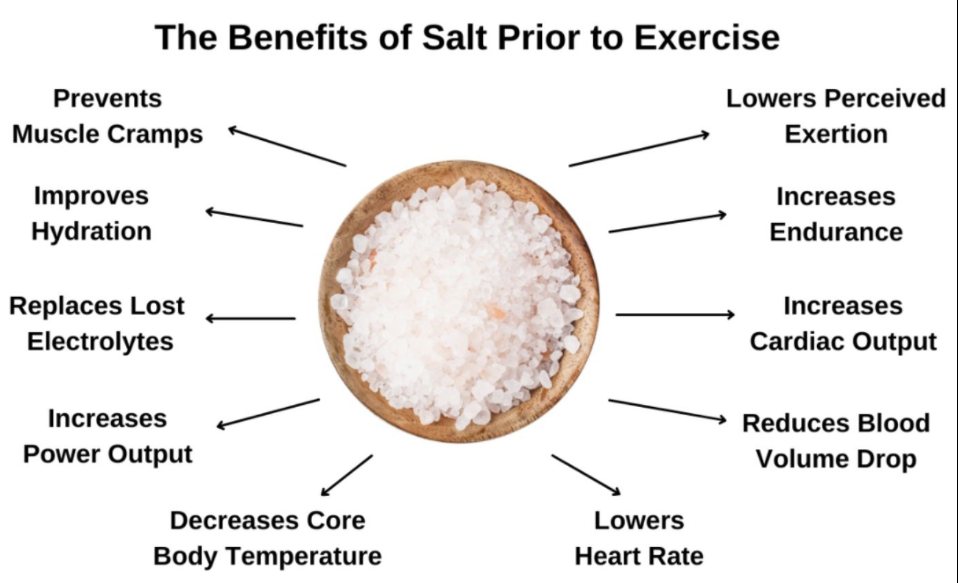 The Benefits of Salt Prior to Exercise
Prevents
Muscle Cramps
Improves
Hydration
Replaces Lost
Electrolytes
Increases
Power Output
Decreases Core
Body Temperature
Lowers Perceived
Exertion
Increases
Endurance
Increases
Cardiac Output
Reduces Blood
Volume Drop
Lowers
Heart Rate